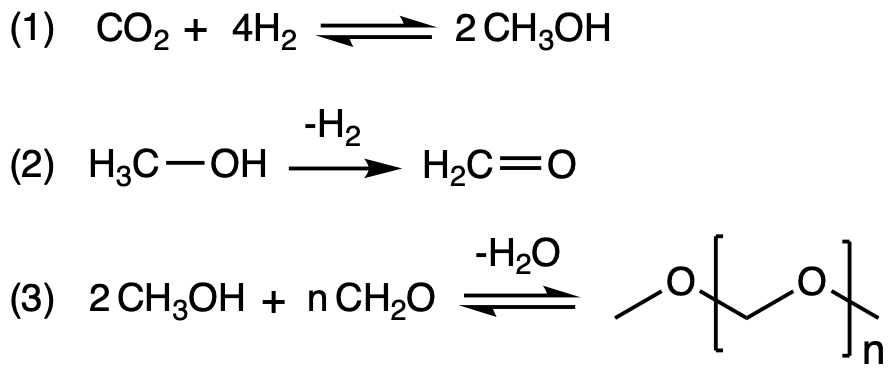 (1) CO2 + 4H2 ⇌ 2 CH3OH
-H2
(2) H3C—OH → H2C=O
-H2O
(3) 2 CH3OH + n CH2O ⇌ O [ O ] n